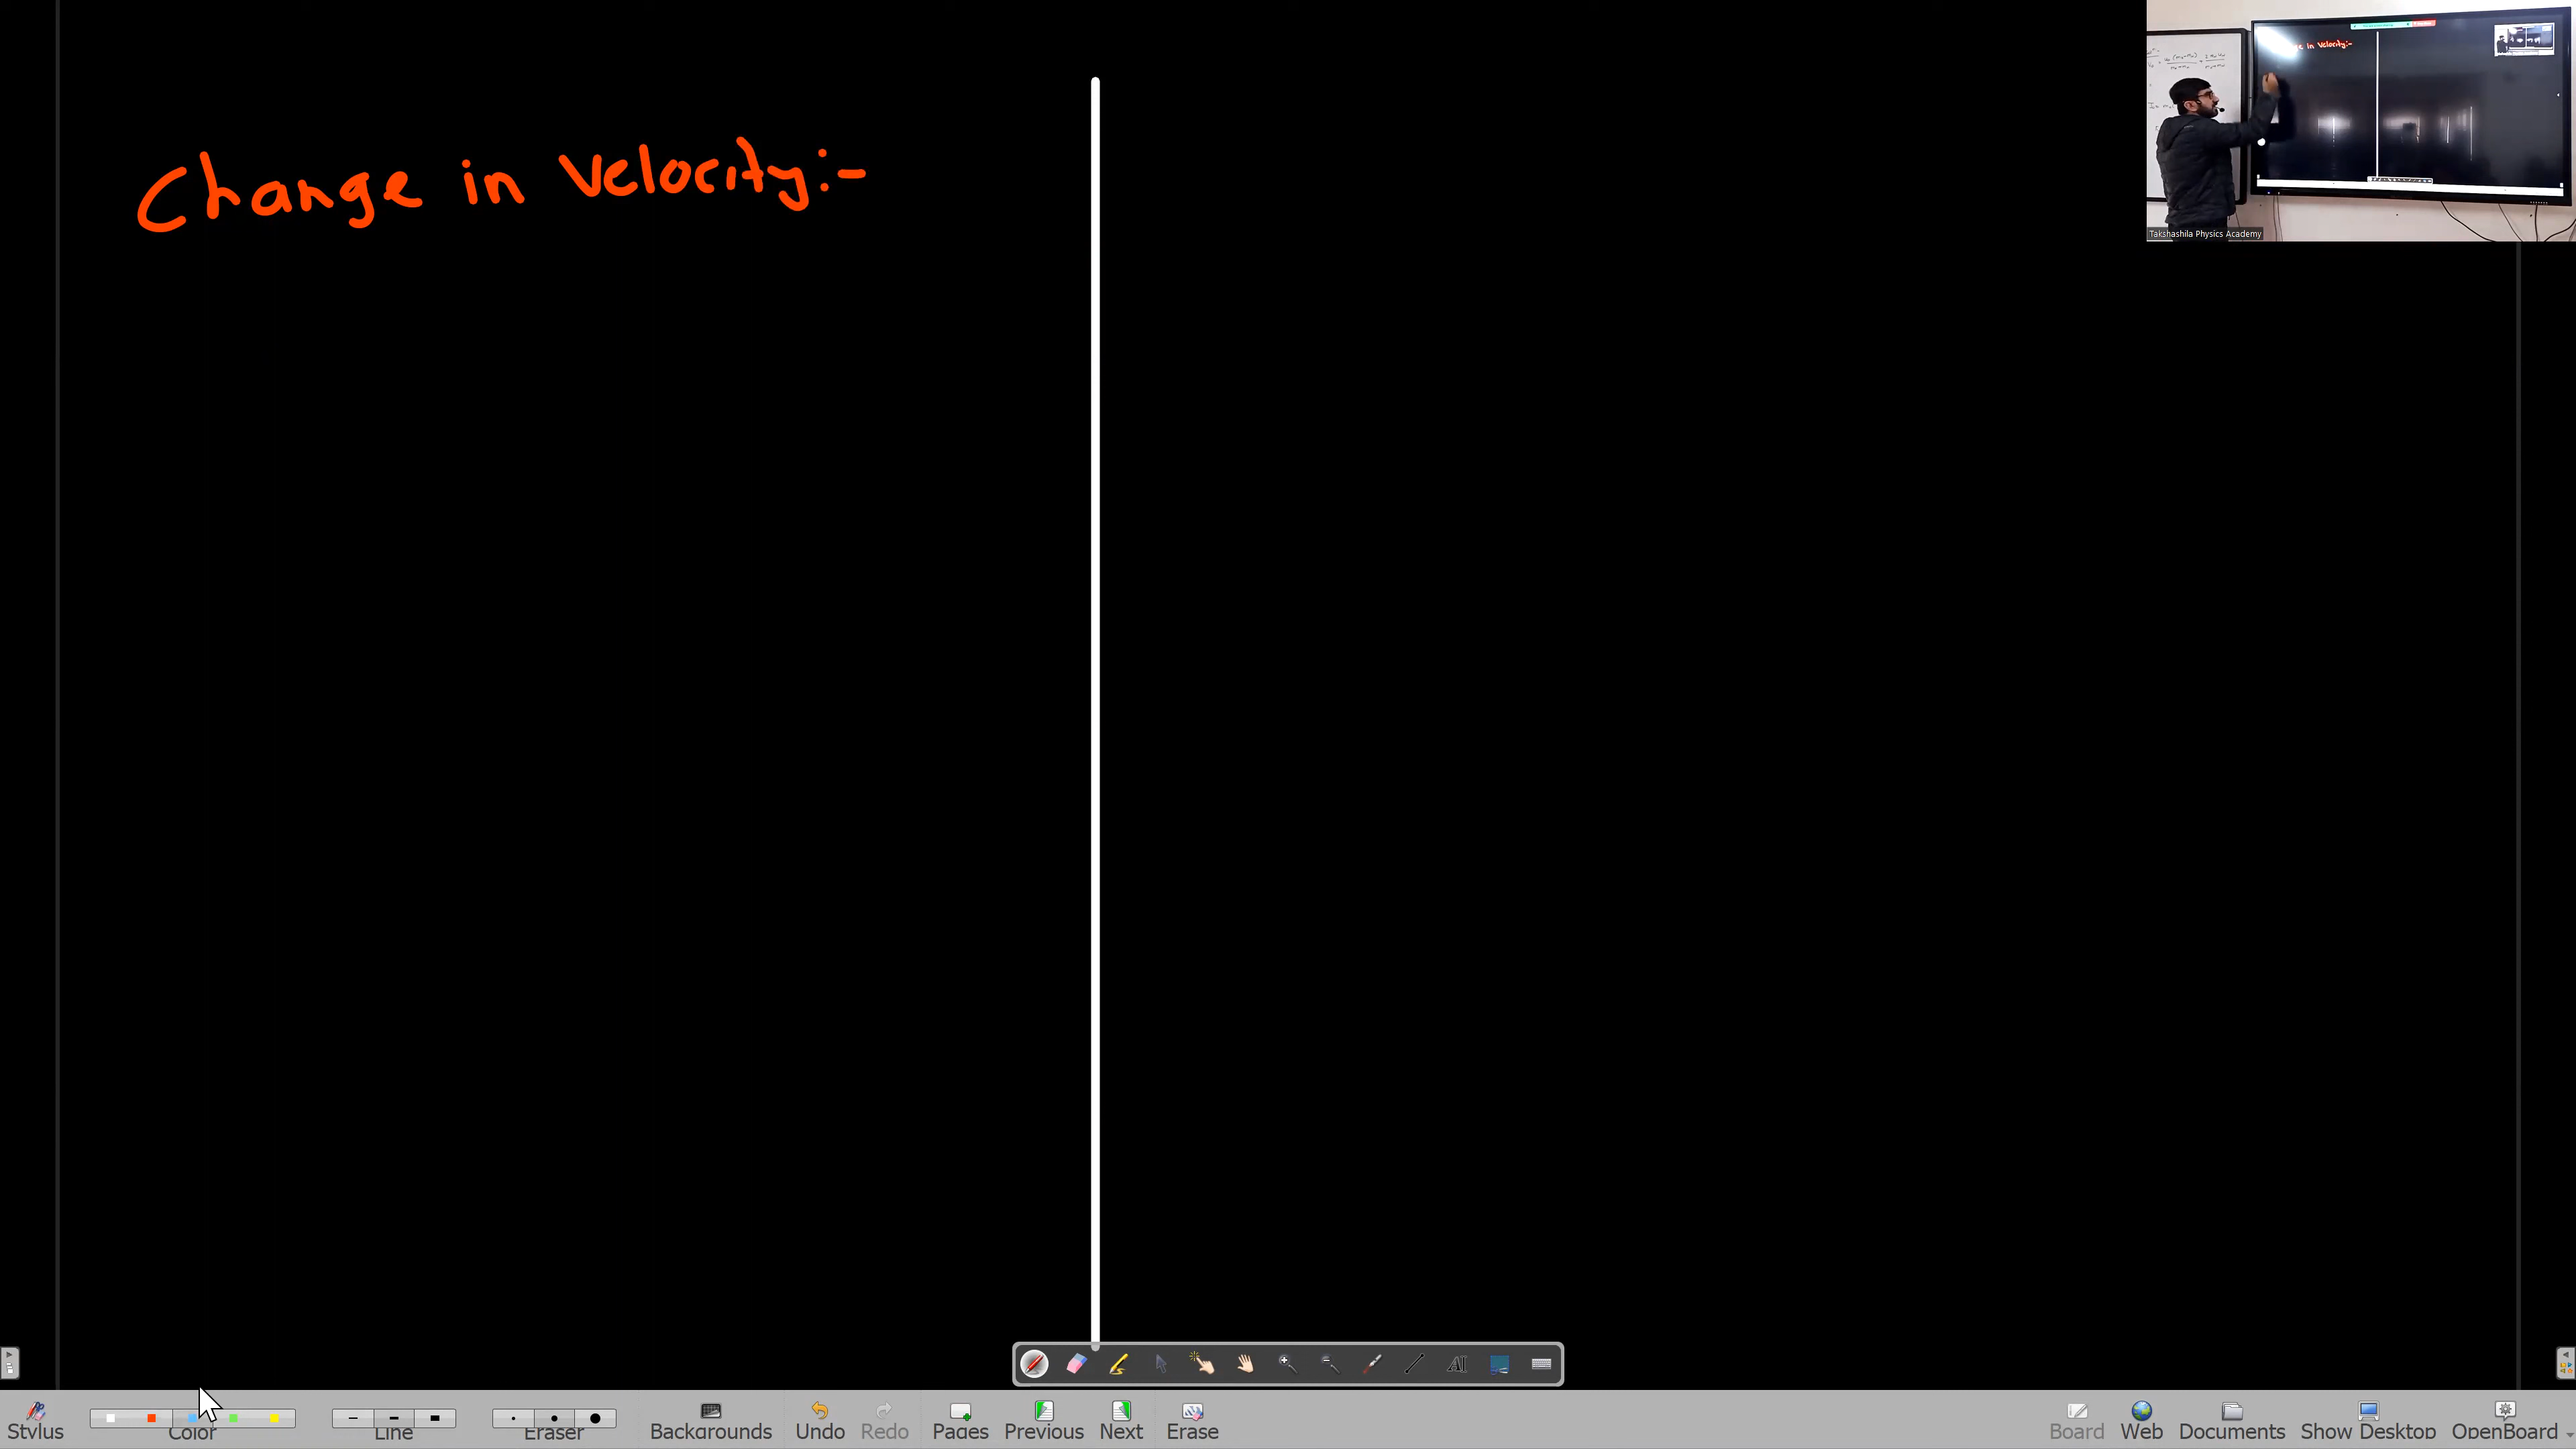 Change in Velocity:-
Takshashila Physics Academy
Stylus
Color
Line
Eraser
Backgrounds
Undo
Redo
Pages
Previous
Next
Erase
Board
Web
Documents
Show Desktop
OpenBoard